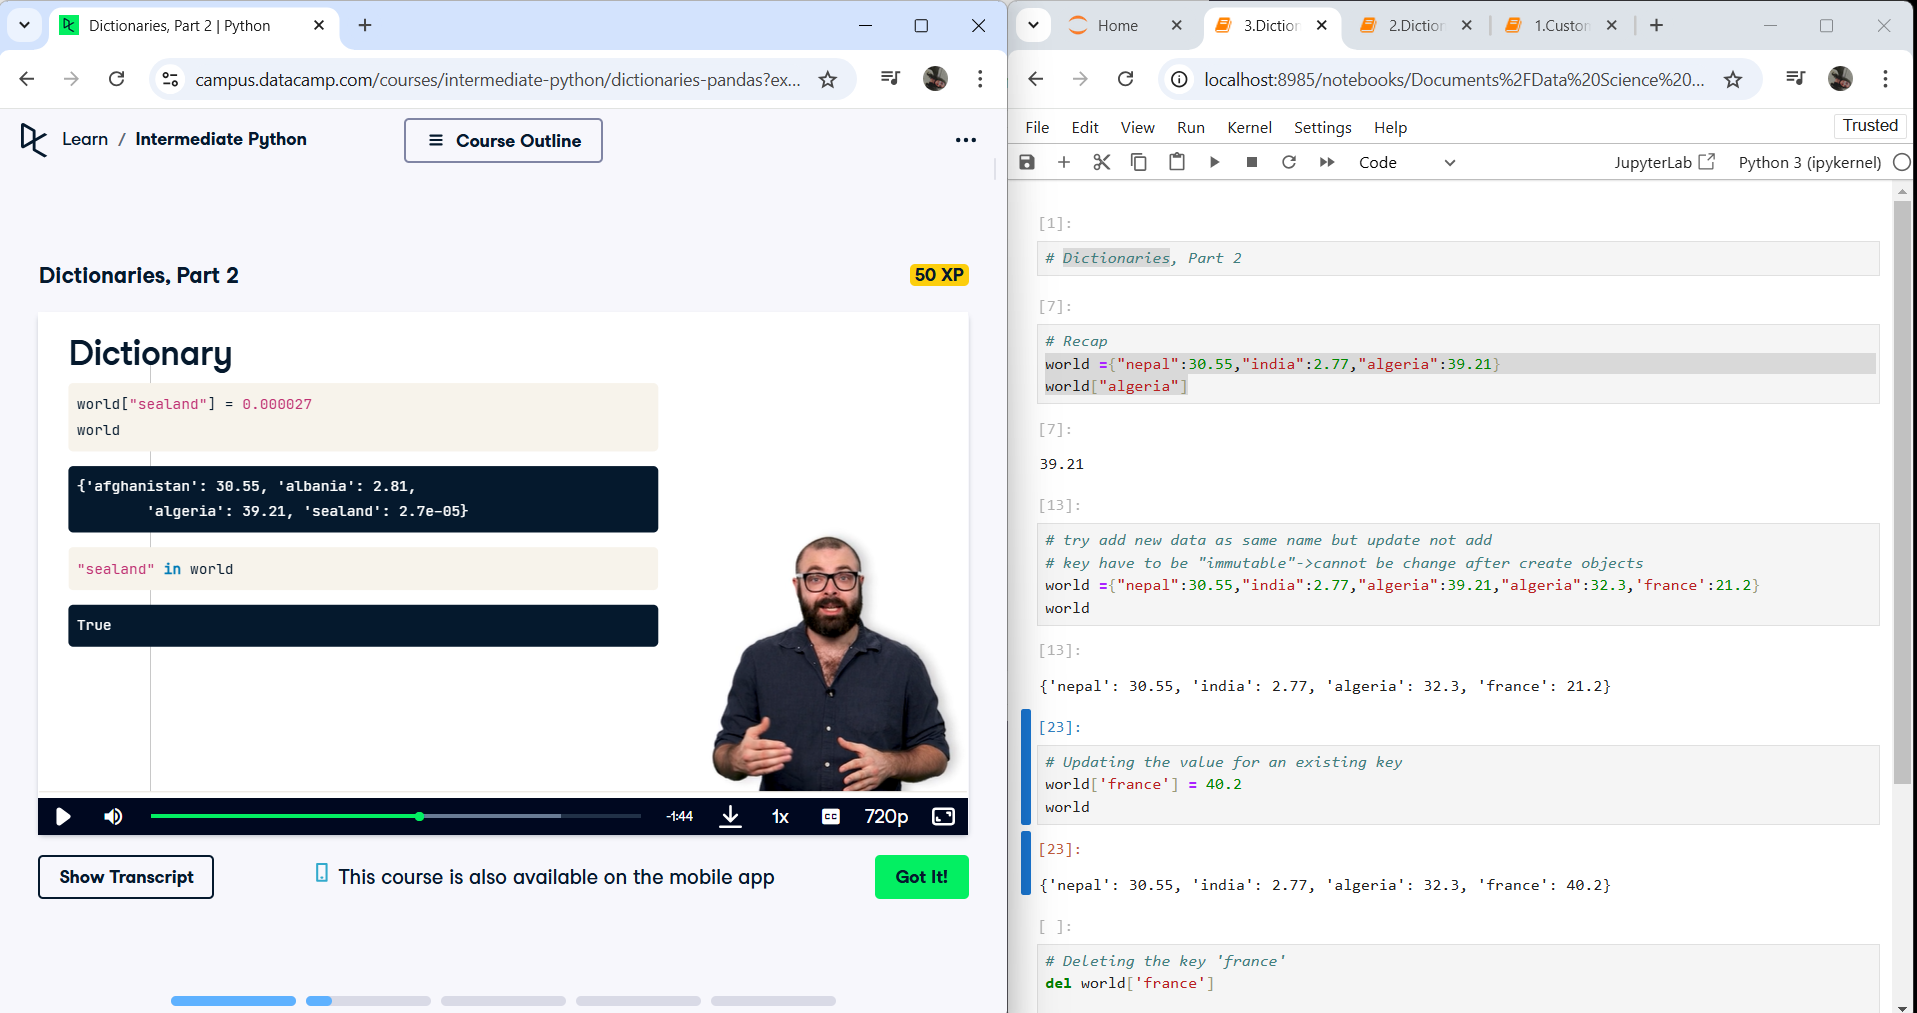 Dictionaries, Part 2 | Python
campus.datacamp.com/courses/intermediate-python/dictionaries-pandas?ex...
Learn / Intermediate Python
Course Outline
Dictionaries, Part 2
50 XP
Dictionary
world["sealand"] = 0.000027
world
{'afghanistan': 30.55, 'albania': 2.81,
'algeria': 39.21, 'sealand': 2.7e-05}
"sealand" in world
True
-1:44
1x
CC
720p
Show Transcript
This course is also available on the mobile app
Got It!
Home
3.Diction
2.Diction
1.Custon
localhost:8985/notebooks/Documents%2FData%20Science%20...
File Edit View Run Kernel Settings Help
Trusted
Code
JupyterLab
Python 3 (ipykernel)
[1]:
# Dictionaries, Part 2
[7]:
# Recap
world ={"nepal":30.55,"india":2.77,"algeria":39.21}
world["algeria"]
[7]:
39.21
[13]:
# try add new data as same name but update not add
# key have to be "immutable"->cannot be change after create objects
world ={"nepal":30.55,"india":2.77,"algeria":39.21,"algeria":32.3,'france':21.2}
world
[13]:
{'nepal': 30.55, 'india': 2.77, 'algeria': 32.3, 'france': 21.2}
[23]:
# Updating the value for an existing key
world['france'] = 40.2
world
[23]:
{'nepal': 30.55, 'india': 2.77, 'algeria': 32.3, 'france': 40.2}
[ ]:
# Deleting the key 'france'
del world['france']